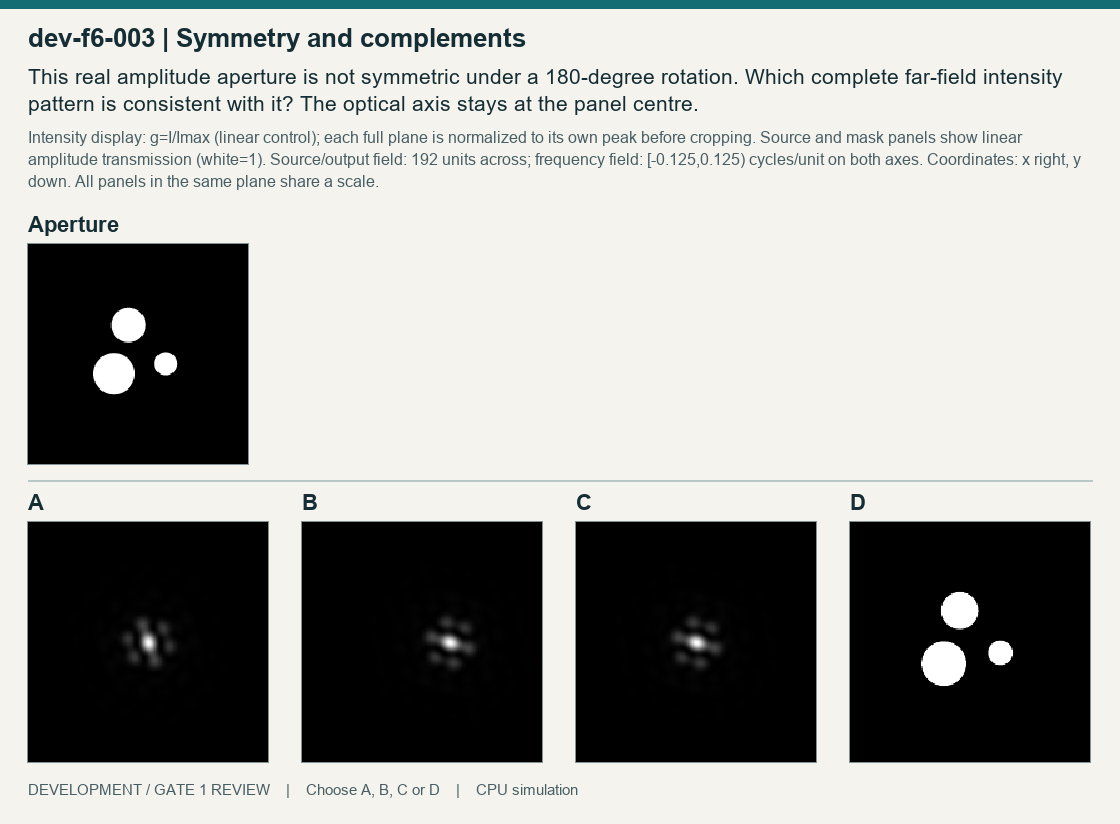 dev-f6-003 | Symmetry and complements
This real amplitude aperture is not symmetric under a 180-degree rotation. Which complete far-field intensity
pattern is consistent with it? The optical axis stays at the panel centre.
Intensity display: g=I/Imax (linear control); each full plane is normalized to its own peak before cropping. Source and mask panels show linear
amplitude transmission (white=1). Source/output field: 192 units across; frequency field: [-0.125,0.125) cycles/unit on both axes. Coordinates: x right, y
down. All panels in the same plane share a scale.
Aperture
A
B
C
D
DEVELOPMENT / GATE 1 REVIEW | Choose A, B, C or D | CPU simulation